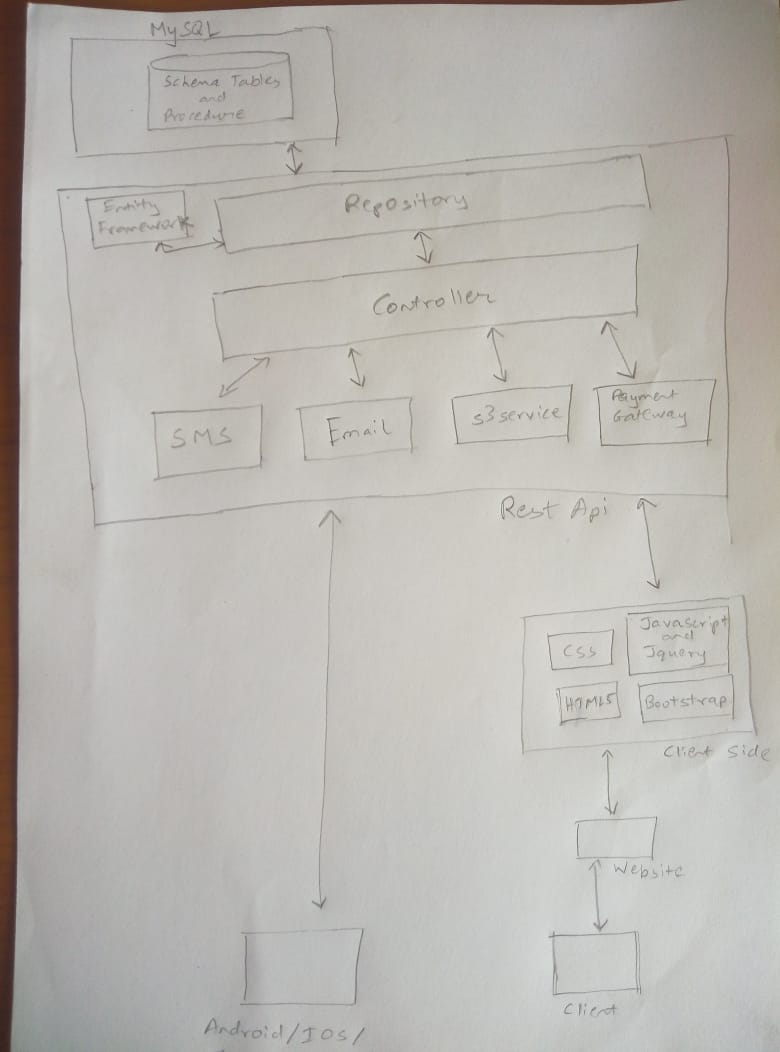 MySQL
Schema Tables
and
Procedure
Entity
Framework
Repository
Controller
SMS
Email
s3service
Payment
Gateway
Rest Api
CSS
Javascript
and
Jquery
HTML5
Bootstrap
Client Side
Website
Client
Android/IOS/